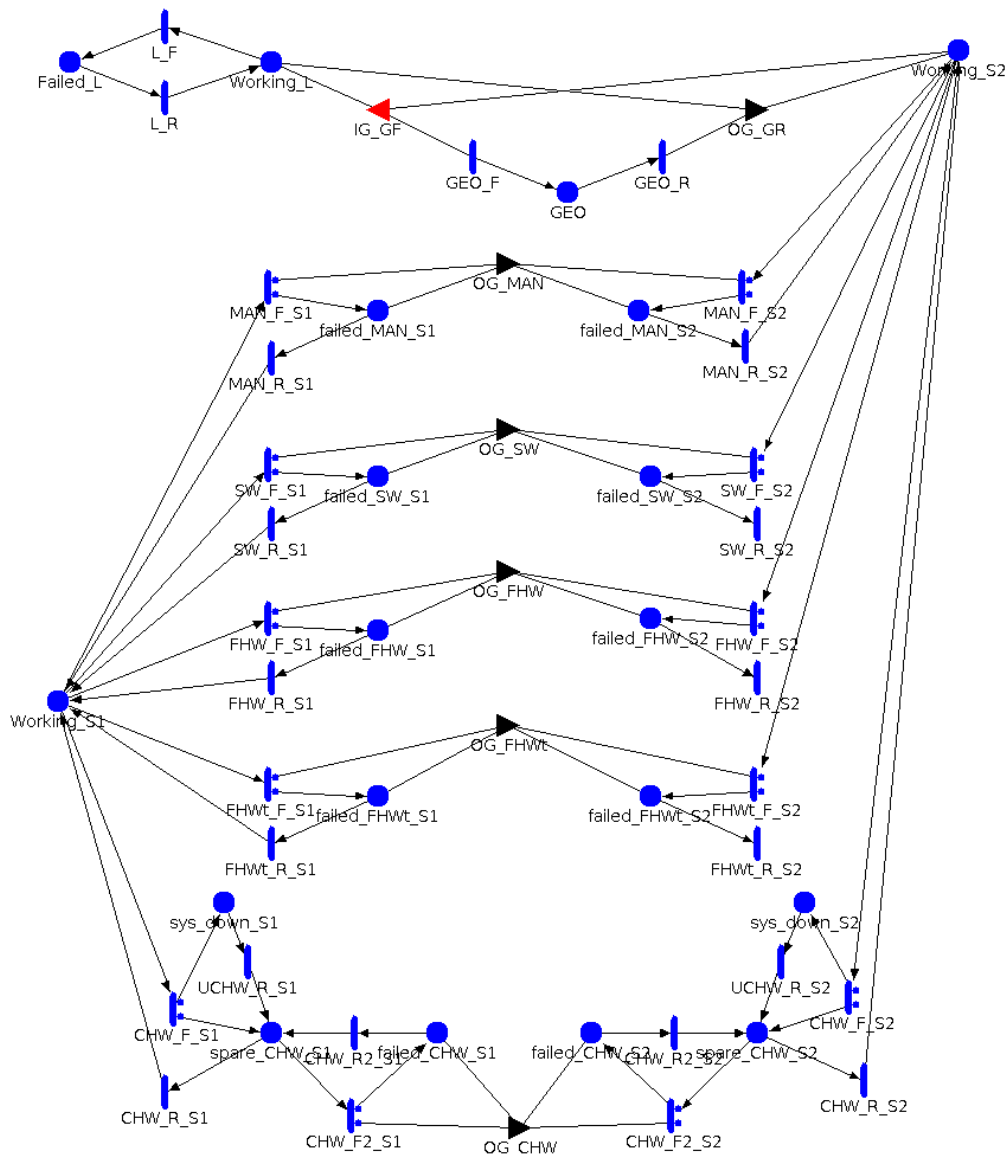 L_F
Failed_L
Working_L
Working_S2
L_R
IG_GF
OG_GR
GEO_F
GEO_R
GEO
OG_MAN
MAN_F_S1
failed_MAN_S1
failed_MAN_S2
MAN_F_S2
MAN_R_S1
MAN_R_S2
OG_SW
SW_F_S1
failed_SW_S1
failed_SW_S2
SW_F_S2
SW_R_S1
SW_R_S2
OG_FHW
FHW_F_S1
failed_FHW_S1
failed_FHW_S2
FHW_F_S2
FHW_R_S1
FHW_R_S2
Working_S1
OG_FHWt
FHWt_F_S1
failed_FHWt_S1
failed_FHWt_S2
FHWt_F_S2
FHWt_R_S1
FHWt_R_S2
sys_down_S1
sys_down_S2
UCHW_R_S1
UCHW_R_S2
CHW_F_S1
CHW_F_S2
spare_CHW_S1
CHW_R2_S1
failed_CHW_S1
failed_CHW_S2
CHW_R2_S2
spare_CHW_S2
CHW_R_S1
CHW_R_S2
CHW_F2_S1
OG_CHW
CHW_F2_S2